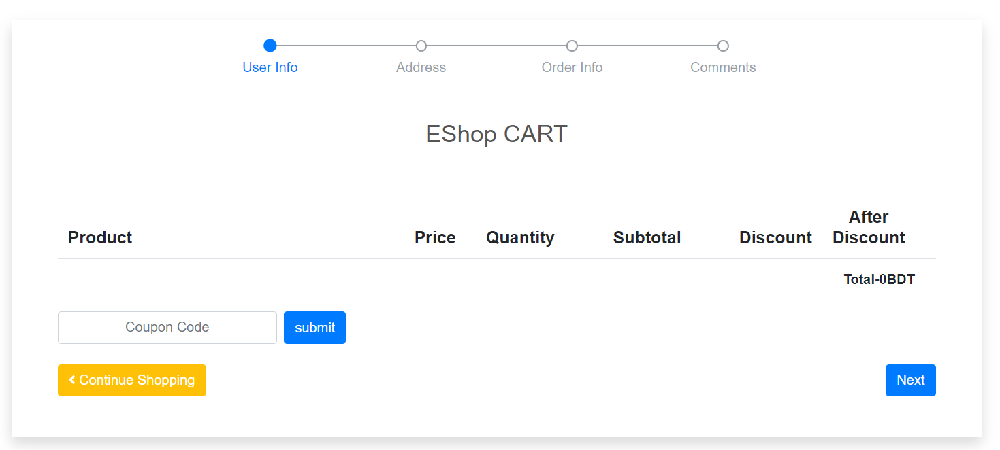 User Info Address Order Info Comments
EShop CART
Product Price Quantity Subtotal Discount After Discount
Total-0BDT
Coupon Code submit
Continue Shopping Next